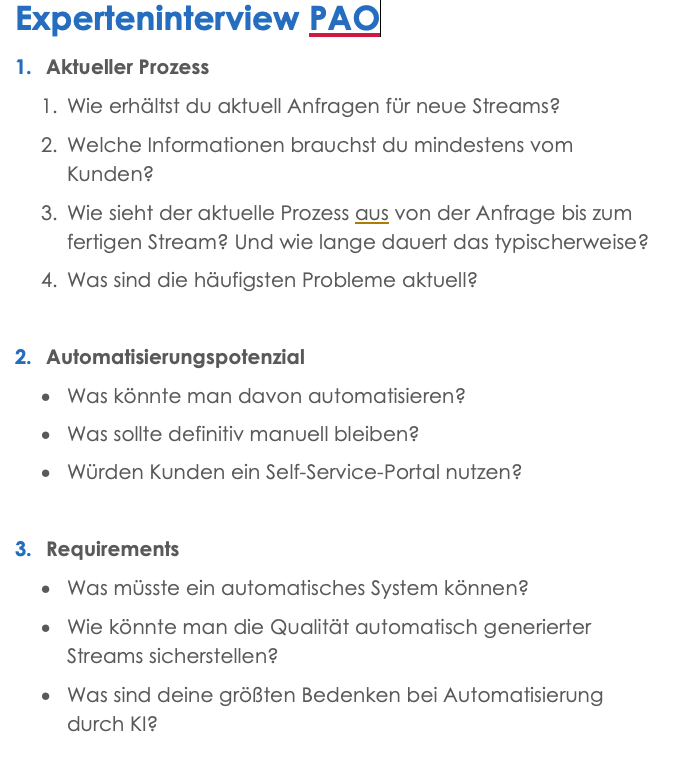 Experteninterview PAO
1. Aktueller Prozess
1. Wie erhältst du aktuell Anfragen für neue Streams?
2. Welche Informationen brauchst du mindestens vom
Kunden?
3. Wie sieht der aktuelle Prozess aus von der Anfrage bis zum
fertigen Stream? Und wie lange dauert das typischerweise?
4. Was sind die häufigsten Probleme aktuell?
2. Automatisierungspotenzial
• Was könnte man davon automatisieren?
• Was sollte definitiv manuell bleiben?
• Würden Kunden ein Self-Service-Portal nutzen?
3. Requirements
• Was müsste ein automatisches System können?
• Wie könnte man die Qualität automatisch generierter
Streams sicherstellen?
• Was sind deine größten Bedenken bei Automatisierung
durch KI?